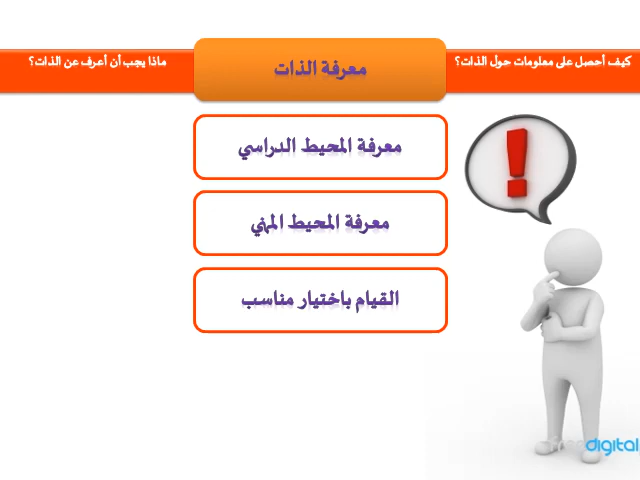 كيف أحصل على معلومات حول الذات؟
معرفة الذات
ماذا يجب أن أعرف عن الذات؟
معرفة المحيط الدراسي
معرفة المحيط المهني
القيام باختيار مناسب
digital